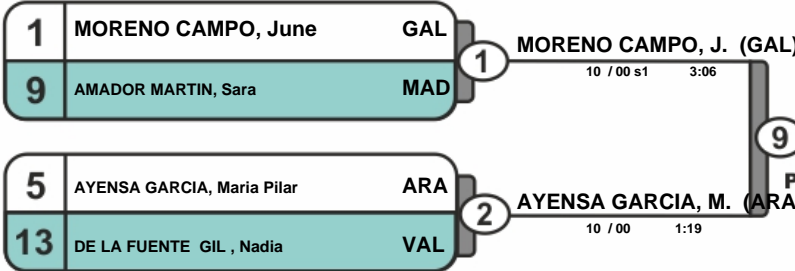 1 MORENO CAMPO, June GAL
9 AMADOR MARTIN, Sara MAD
1
MORENO CAMPO, J. (GAL)
10 / 00 s1 3:06
9
P
5 AYENSA GARCIA, Maria Pilar ARA
13 DE LA FUENTE GIL , Nadia VAL
2
AYENSA GARCIA, M. (ARA
10 / 00 1:19